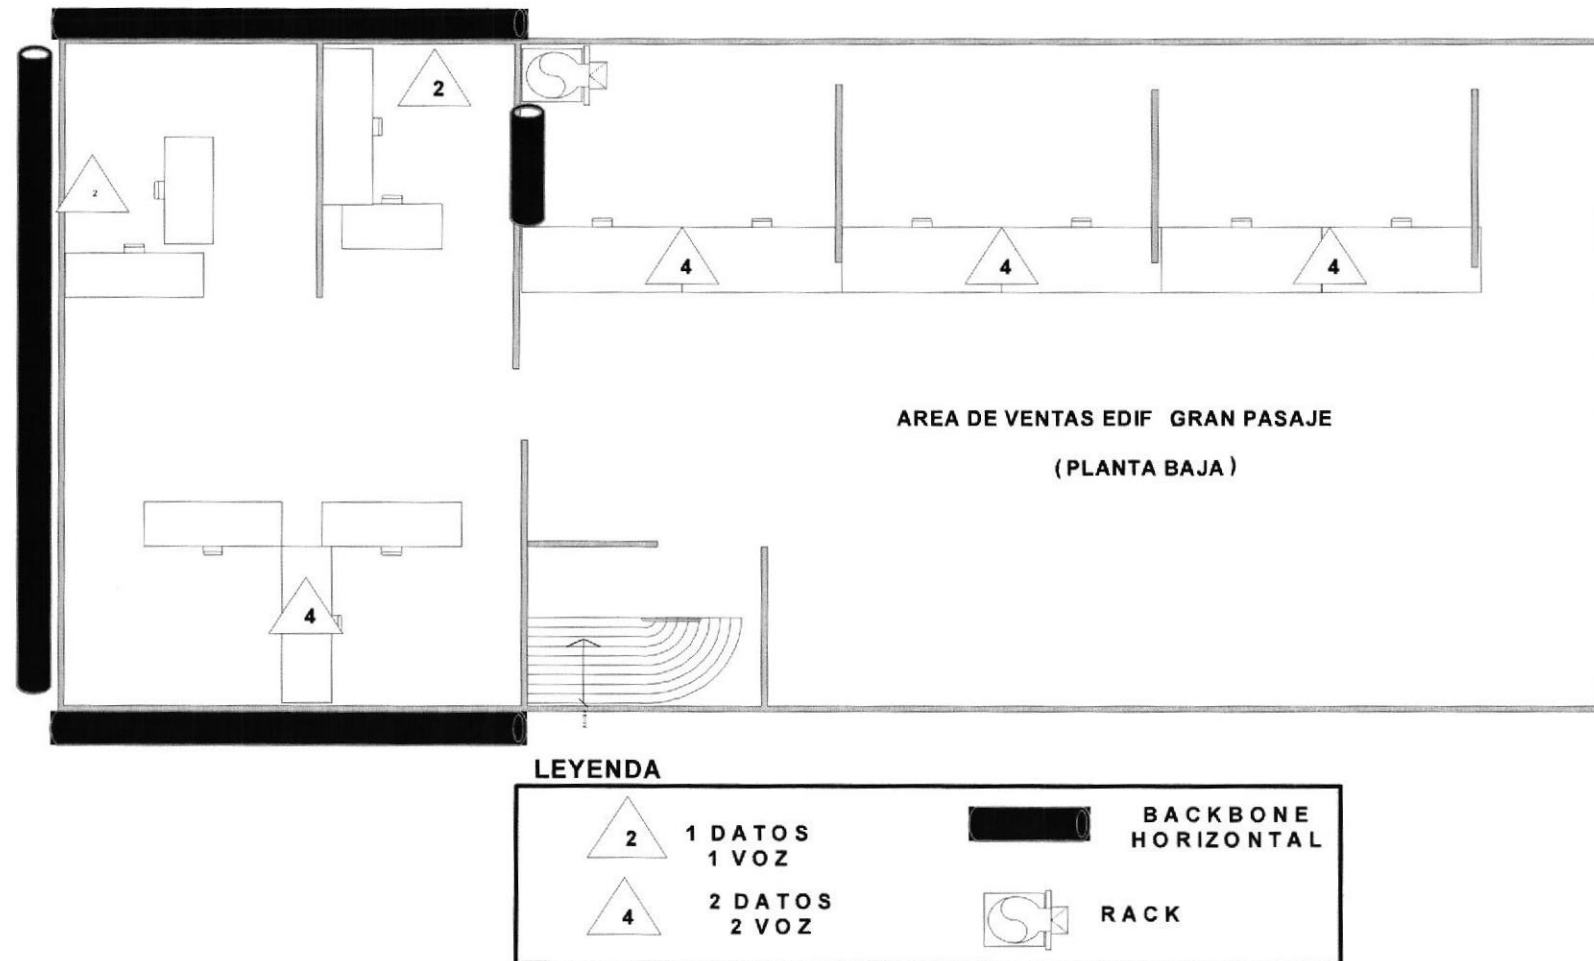 2
2
4
4
4
AREA DE VENTAS EDIF GRAN PASAJE
(PLANTA BAJA)
4
LEYENDA
2
1 DATOS
1 VOZ
BACKBONE
HORIZONTAL
4
2 DATOS
2 VOZ
RACK